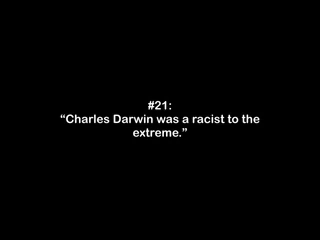 #21:
“Charles Darwin was a racist to the
extreme.”